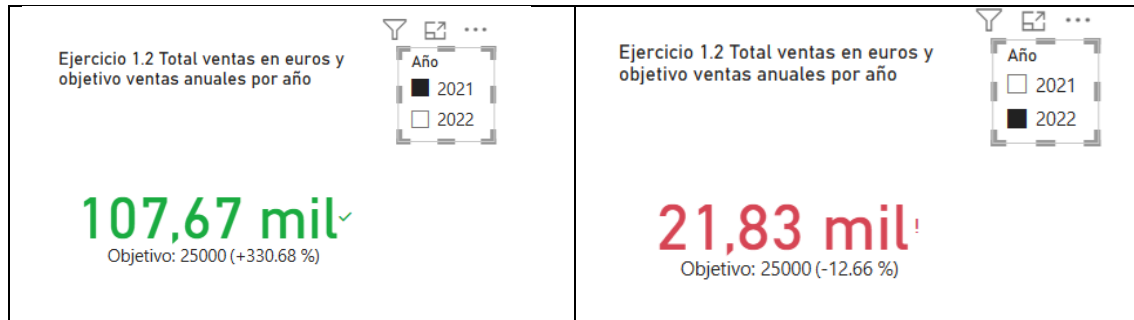 Ejercicio 1.2 Total ventas en euros y
objetivo ventas anuales por año
Año
2021
2022
107,67 mil
Objetivo: 25000 (+330.68 %)
Ejercicio 1.2 Total ventas en euros y
objetivo ventas anuales por año
Año
2021
2022
21,83 mil!
Objetivo: 25000 (-12.66 %)